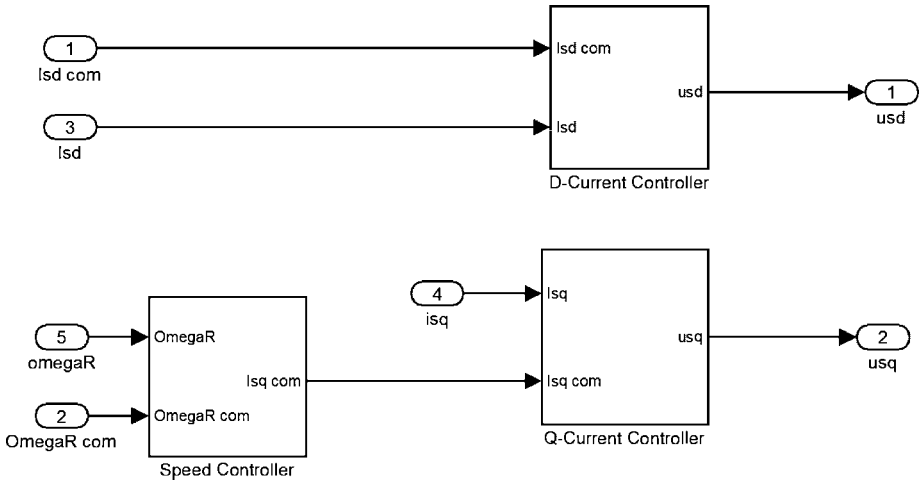 1
Isd com
3
Isd
Isd com
Isd
usd
D-Current Controller
1
usd
5
omegaR
2
OmegaR com
OmegaR
OmegaR com
Isq com
Speed Controller
4
isq
Isq
Isq com
usq
Q-Current Controller
2
usq